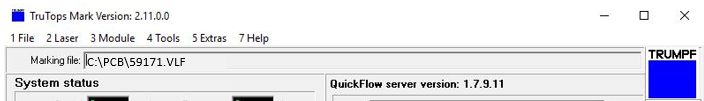 TruTops Mark Version: 2.11.0.0
1 File 2 Laser 3 Module 4 Tools 5 Extras 7 Help
Marking file: C:\PCB\59171.VLF
TRUMPF
System status
QuickFlow server version: 1.7.9.11